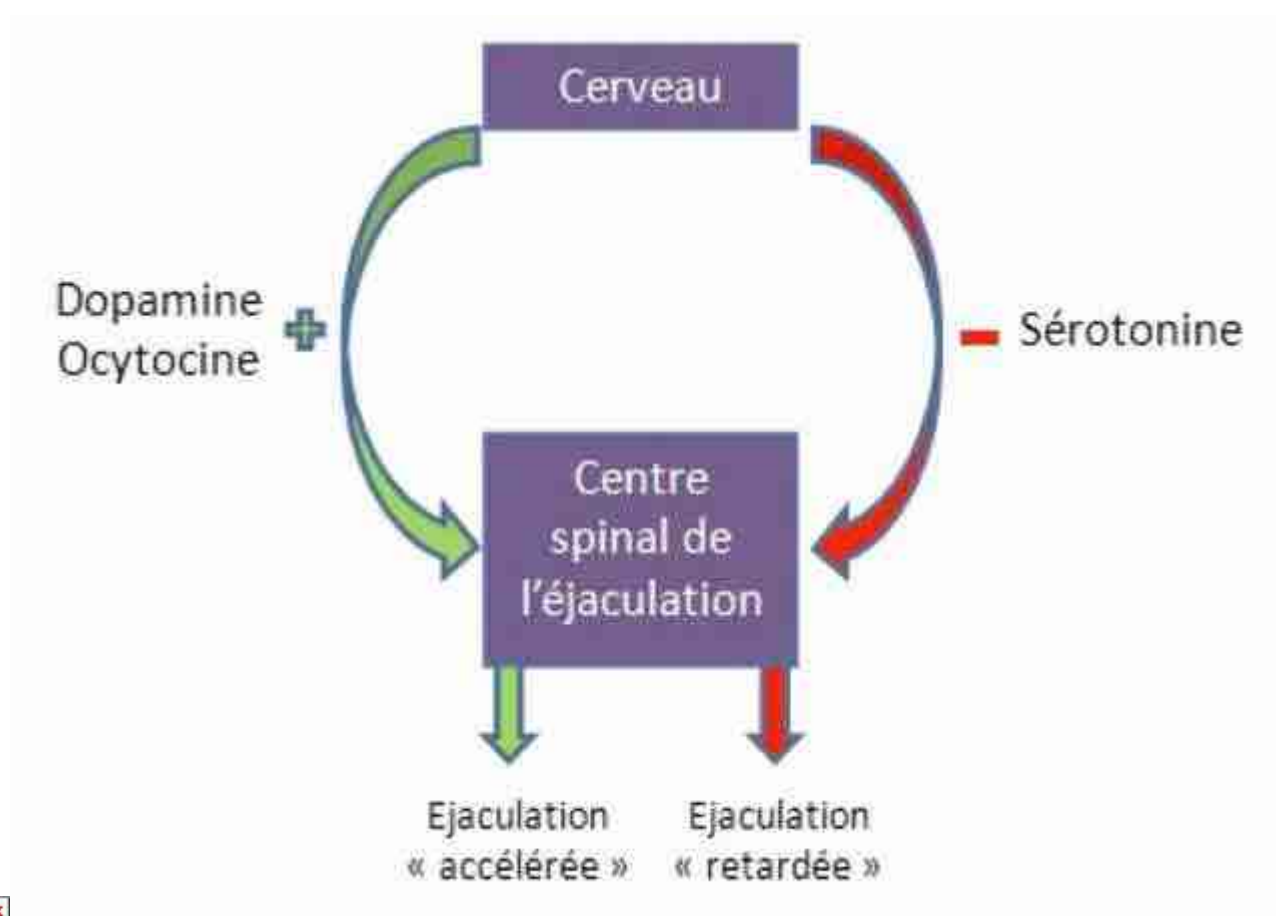 Cerveau
Dopamine
Ocytocine
Sérotonine
Centre
spinal de
l'éjaculation
Ejaculation
« accélérée »
Ejaculation
« retardée »